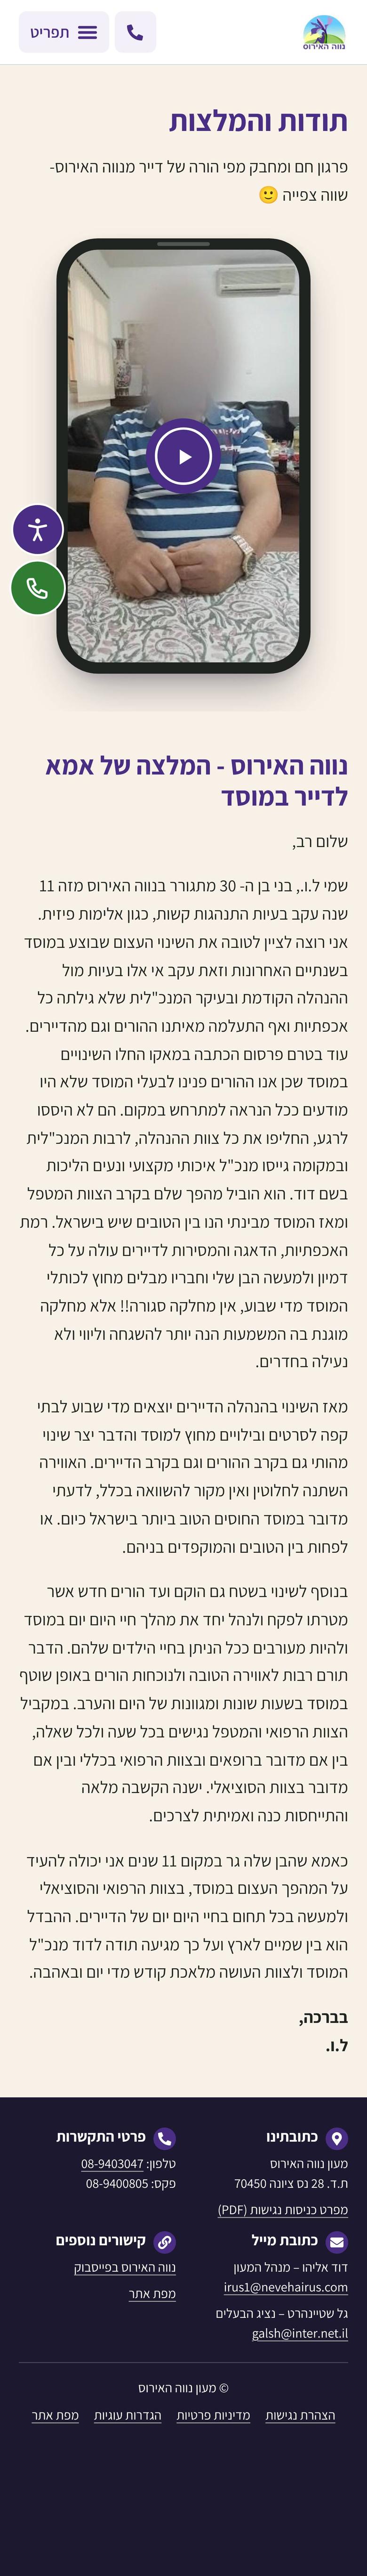 נווה האירוס
תפריט
תודות והמלצות
פרגון חם ומחבק מפי הורה של דייר מנווה האירוס-
שווה צפייה 🙂
נווה האירוס - המלצה של אמא
לדייר במוסד
שלום רב,
שמי ל.ו., בני בן ה- 30 מתגורר בנווה האירוס מזה 11
שנה עקב בעיות התנהגות קשות, כגון אלימות פיזית.
אני רוצה לציין לטובה את השינוי העצום שבוצע במוסד
בשנתיים האחרונות וזאת עקב אי אלו בעיות מול
ההנהלה הקודמת ובעיקר המנכ"לית שלא גילתה כל
אכפתיות ואף התעלמה מאיתנו ההורים וגם מהדיירים.
עוד בטרם פרסום הכתבה במאקו החלו השינויים
במוסד שכן אנו ההורים פנינו לבעלי המוסד שלא היו
מודעים ככל הנראה למתרחש במקום. הם לא היססו
לרגע, החליפו את כל צוות ההנהלה, לרבות המנכ"לית
ובמקומה גייסו מנכ"ל איכותי מקצועי ונעים הליכות
בשם דוד. הוא הוביל מהפך שלם בקרב הצוות המטפל
ומאז המוסד מבינתי הנו בין הטובים שיש בישראל. רמת
האכפתיות, הדאגה והמסירות לדיירים עולה על כל
דמיון ולמעשה הבן שלי וחבריו מבלים מחוץ לכותלי
המוסד מדי שבוע, אין מחלקה סגורה!! אלא מחלקה
מוגנת בה המשמעות הנה יותר להשגחה וליווי ולא
נעילה בחדרים.
מאז השינוי בהנהלה הדיירים יוצאים מדי שבוע לבתי
קפה לסרטים ובילויים מחוץ למוסד והדבר יצר שינוי
מהותי גם בקרב ההורים וגם בקרב הדיירים. האווירה
השתנה לחלוטין ואין מקור להשוואה בכלל, לדעתי
מדובר במוסד החוסים הטוב ביותר בישראל כיום. או
לפחות בין הטובים והמוקפדים בניהם.
בנוסף לשינוי בשטח גם הוקם ועד הורים חדש אשר
מטרתו לפקח ולנהל יחד את מהלך חיי היום יום במוסד
ולהיות מעורבים ככל הניתן בחיי הילדים שלהם. הדבר
תורם רבות לאווירה הטובה ולנוכחות הורים באופן שוטף
במוסד בשעות שונות ומגוונות של היום והערב. במקביל
הצוות הרפואי והמטפל נגישים בכל שעה ולכל שאלה,
בין אם מדובר ברופאים ובצוות הרפואי בכללי ובין אם
מדובר בצוות הסוציאלי. ישנה הקשבה מלאה
והתייחסות כנה ואמיתית לצרכים.
כאמא שהבן שלה גר במקום 11 שנים אני יכולה להעיד
על המהפך העצום במוסד, בצוות הרפואי והסוציאלי
ולמעשה בכל תחום בחיי היום יום של הדיירים. ההבדל
הוא בין שמיים לארץ ועל כך מגיעה תודה לדוד מנכ"ל
המוסד ולצוות העושה מלאכת קודש מדי יום ובאהבה.
בברכה,
ל.ו.
כתובתינו
מעון נווה האירוס
ת.ד. 28 נס ציונה 70450
מפרט כניסות נגישות (PDF)
פרטי התקשרות
טלפון: 08-9403047
פקס: 08-9400805
כתובת מייל
דוד אליהו – מנהל המעון
irus1@nevehairus.com
גל שטיינהרט – נציג הבעלים
galsh@inter.net.il
קישורים נוספים
נווה האירוס בפייסבוק
מפת אתר
© מעון נווה האירוס
הצהרת נגישות מדיניות פרטיות הגדרות עוגיות מפת אתר